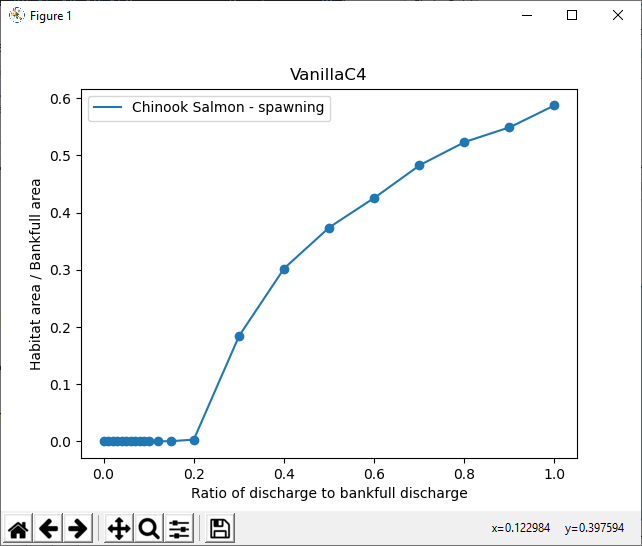 Figure 1
VanillaC4
Chinook Salmon - spawning
Habitat area / Bankfull area
0.6
0.5
0.4
0.3
0.2
0.1
0.0
0.0 0.2 0.4 0.6 0.8 1.0
Ratio of discharge to bankfull discharge
x=0.122984 y=0.397594